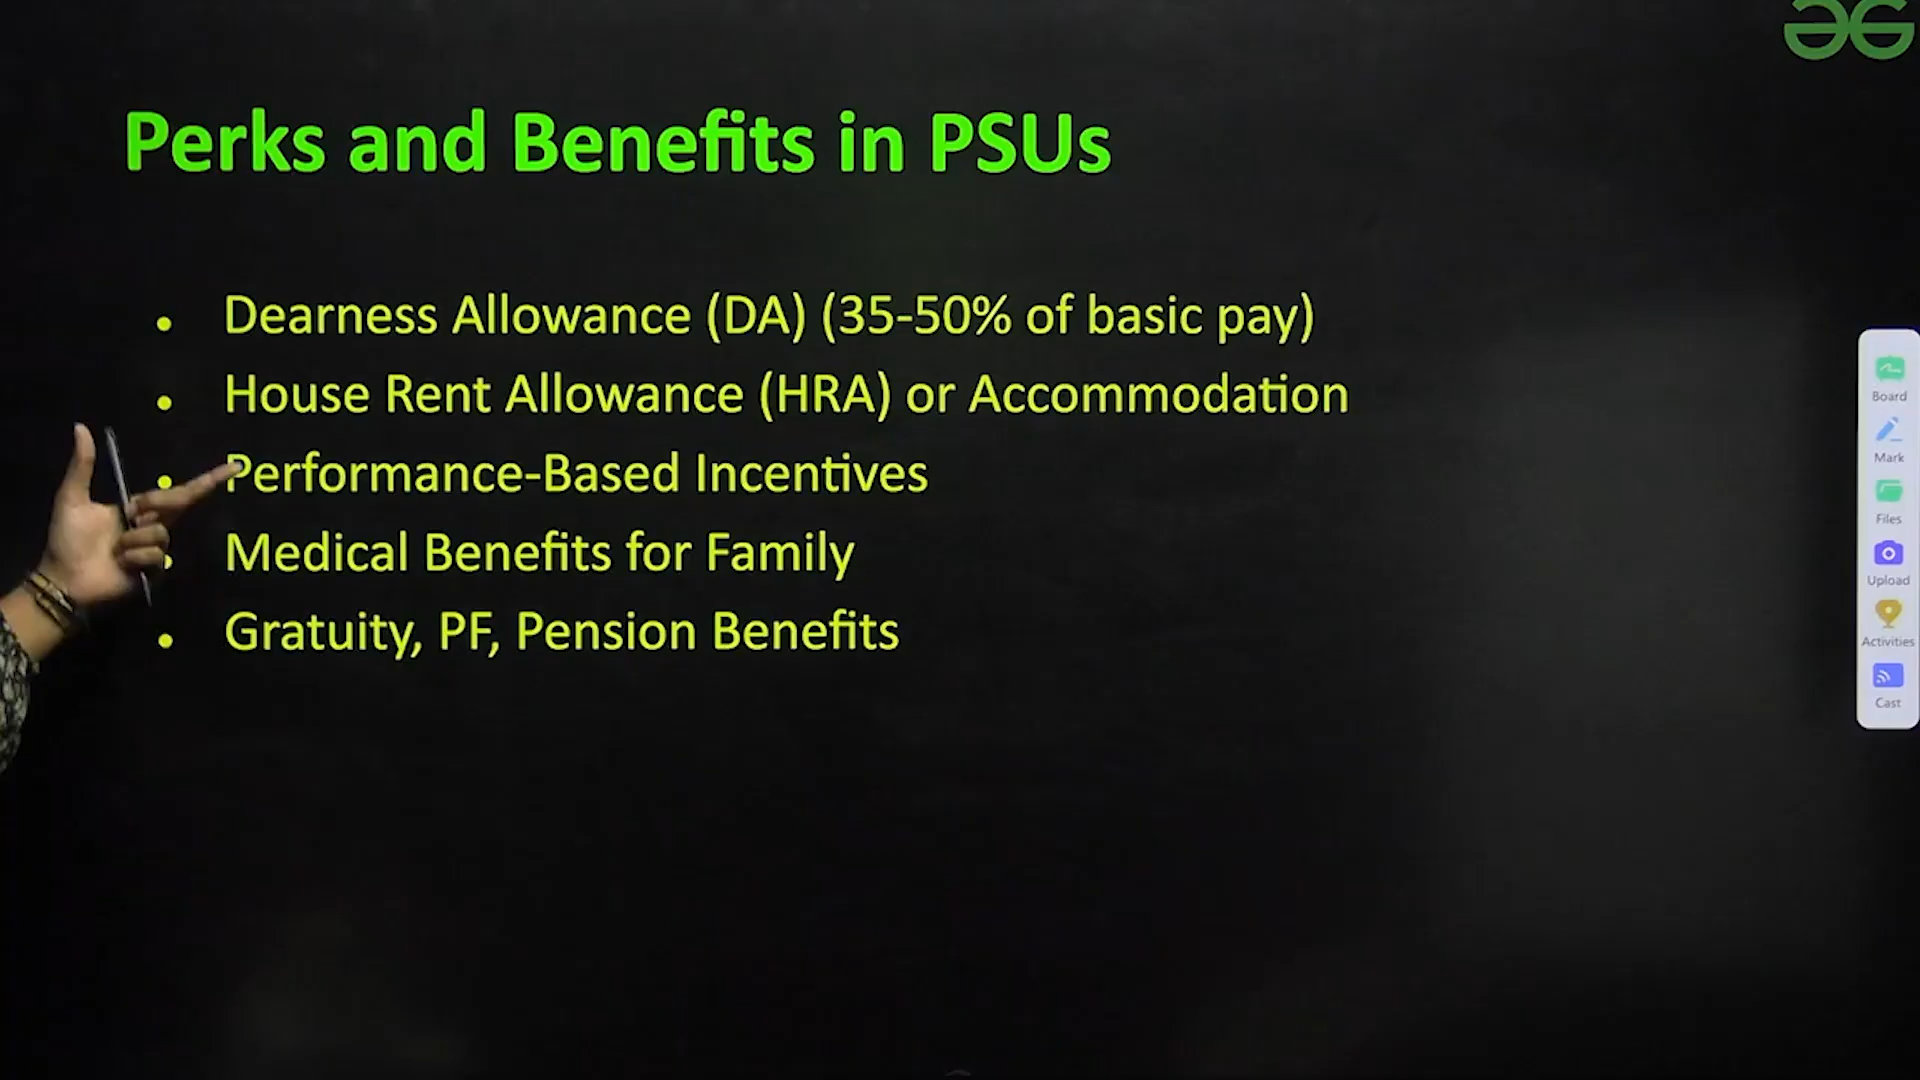 Perks and Benefits in PSUs
Dearness Allowance (DA) (35-50% of basic pay)
House Rent Allowance (HRA) or Accommodation
Performance-Based Incentives
Medical Benefits for Family
Gratuity, PF, Pension Benefits
Board
Mark
Files
Upload
Activities
Cast